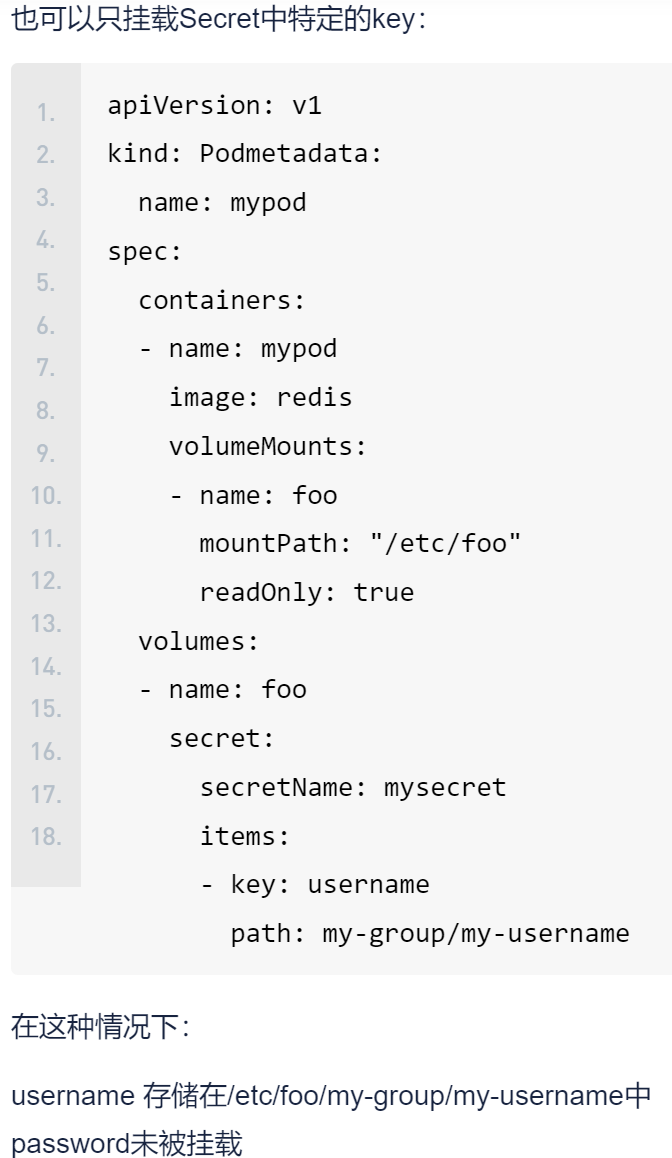 也可以只挂载Secret中特定的key：
1. apiVersion: v1
2. kind: Podmetadata:
3.   name: mypod
4. spec:
5.   containers:
6.   - name: mypod
7.     image: redis
8.     volumeMounts:
9.     - name: foo
10.       mountPath: "/etc/foo"
11.       readOnly: true
12.   volumes:
13.   - name: foo
14.     secret:
15.       secretName: mysecret
16.       items:
17.       - key: username
18.         path: my-group/my-username
在这种情况下：
username 存储在/etc/foo/my-group/my-username中
password未被挂载